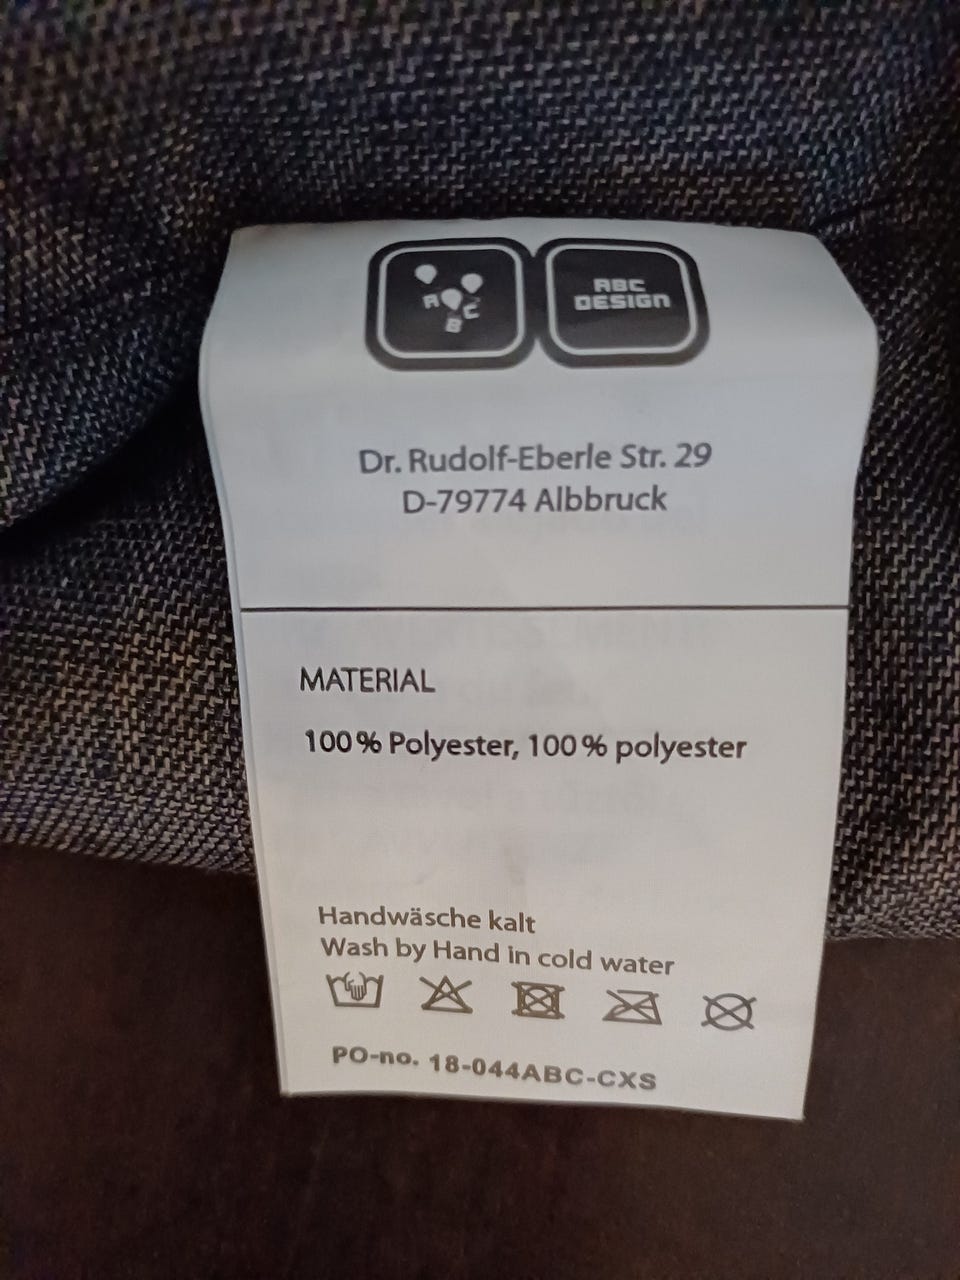 A
B
C
ABC
DESIGN
Dr. Rudolf-Eberle Str. 29
D-79774 Albbruck
MATERIAL
100% Polyester, 100% polyester
Handwäsche kalt
Wash by Hand in cold water
PO-no. 18-044ABC-CXS